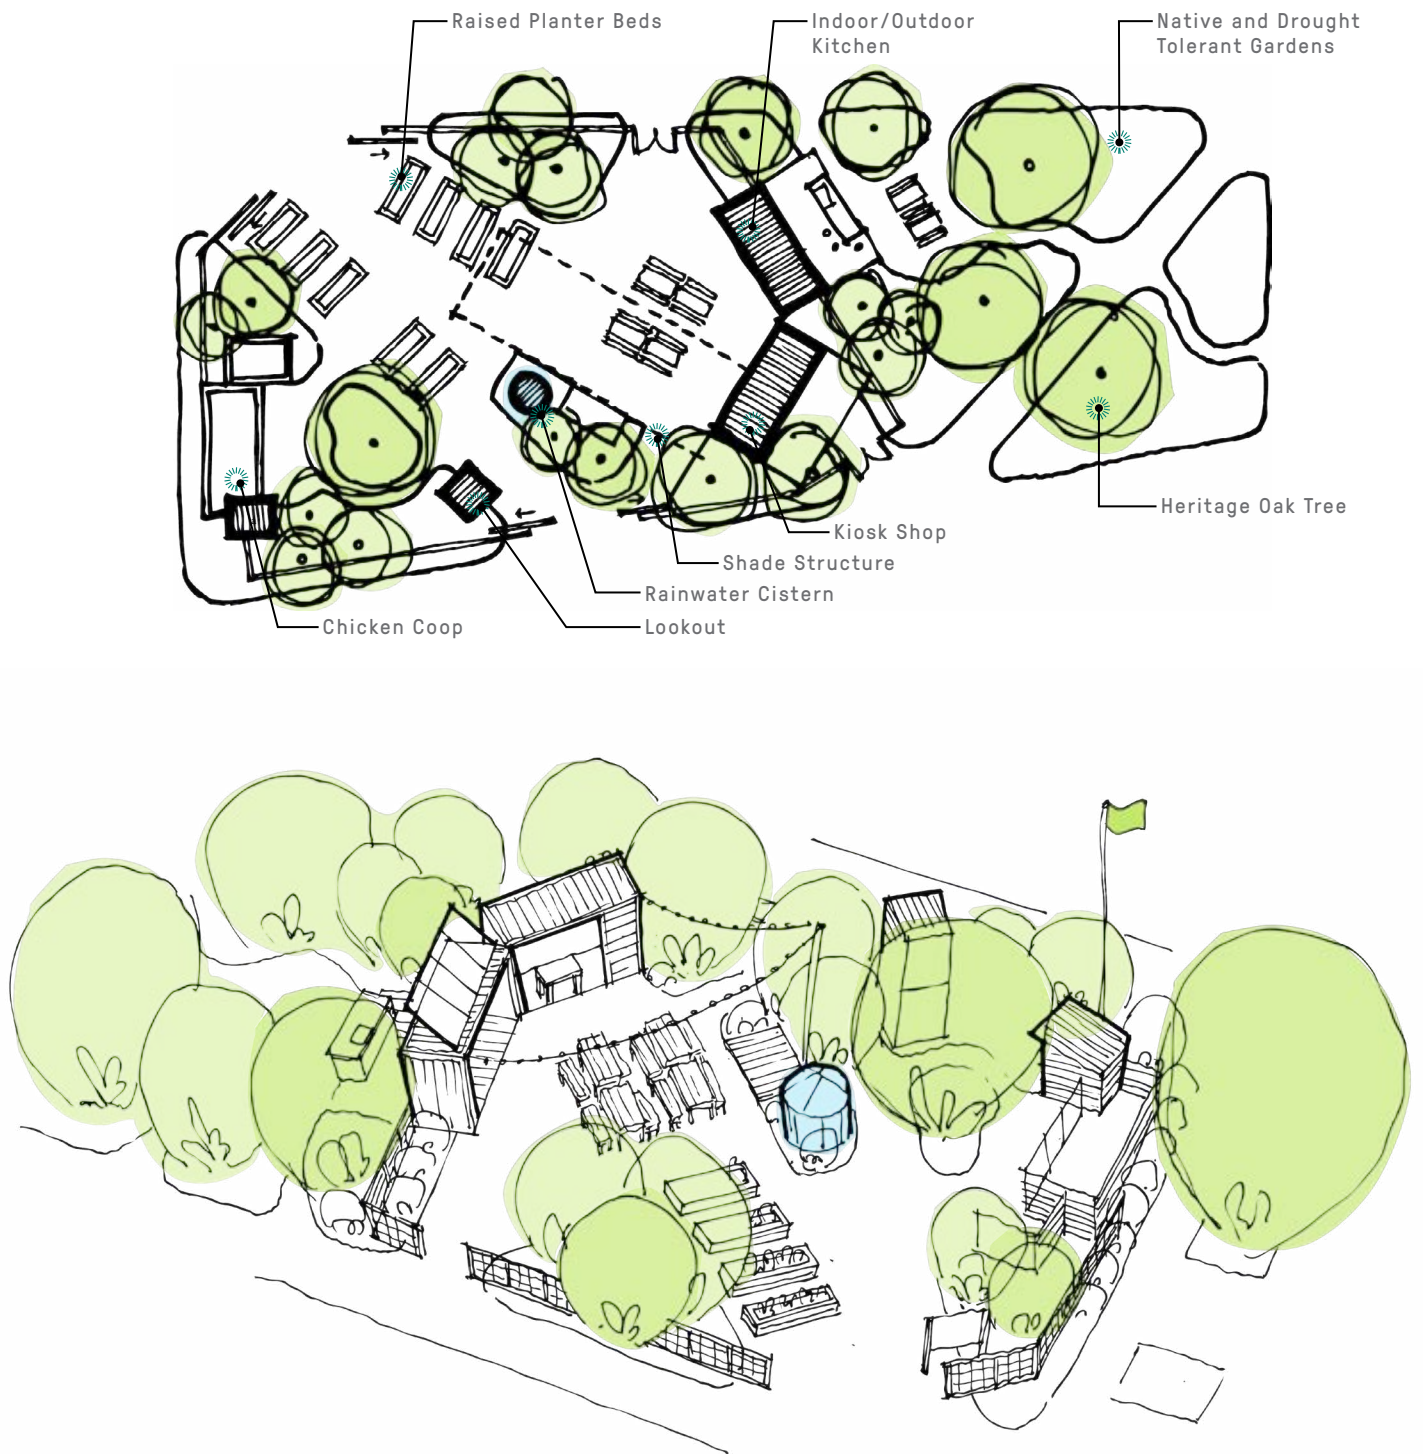 Raised Planter Beds
Indoor/Outdoor
Kitchen
Native and Drought
Tolerant Gardens
Heritage Oak Tree
Kiosk Shop
Shade Structure
Rainwater Cistern
Chicken Coop
Lookout